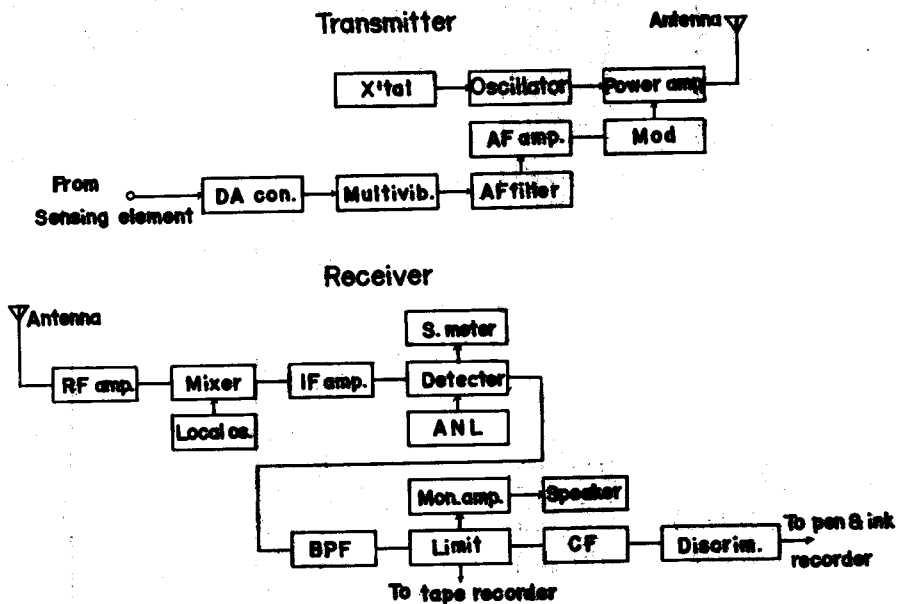 Transmitter
Antenna
X'tal
Oscillator
Power amp
AF amp.
Mod
From
Sensing element
DA con.
Multivib.
AF filter
Receiver
Antenna
S. meter
RF amp.
Mixer
IF amp.
Detecter
Local os.
ANL
Mon. amp.
Speaker
BPF
Limit
CF
Discrim.
To pen & ink
recorder
To tape recorder